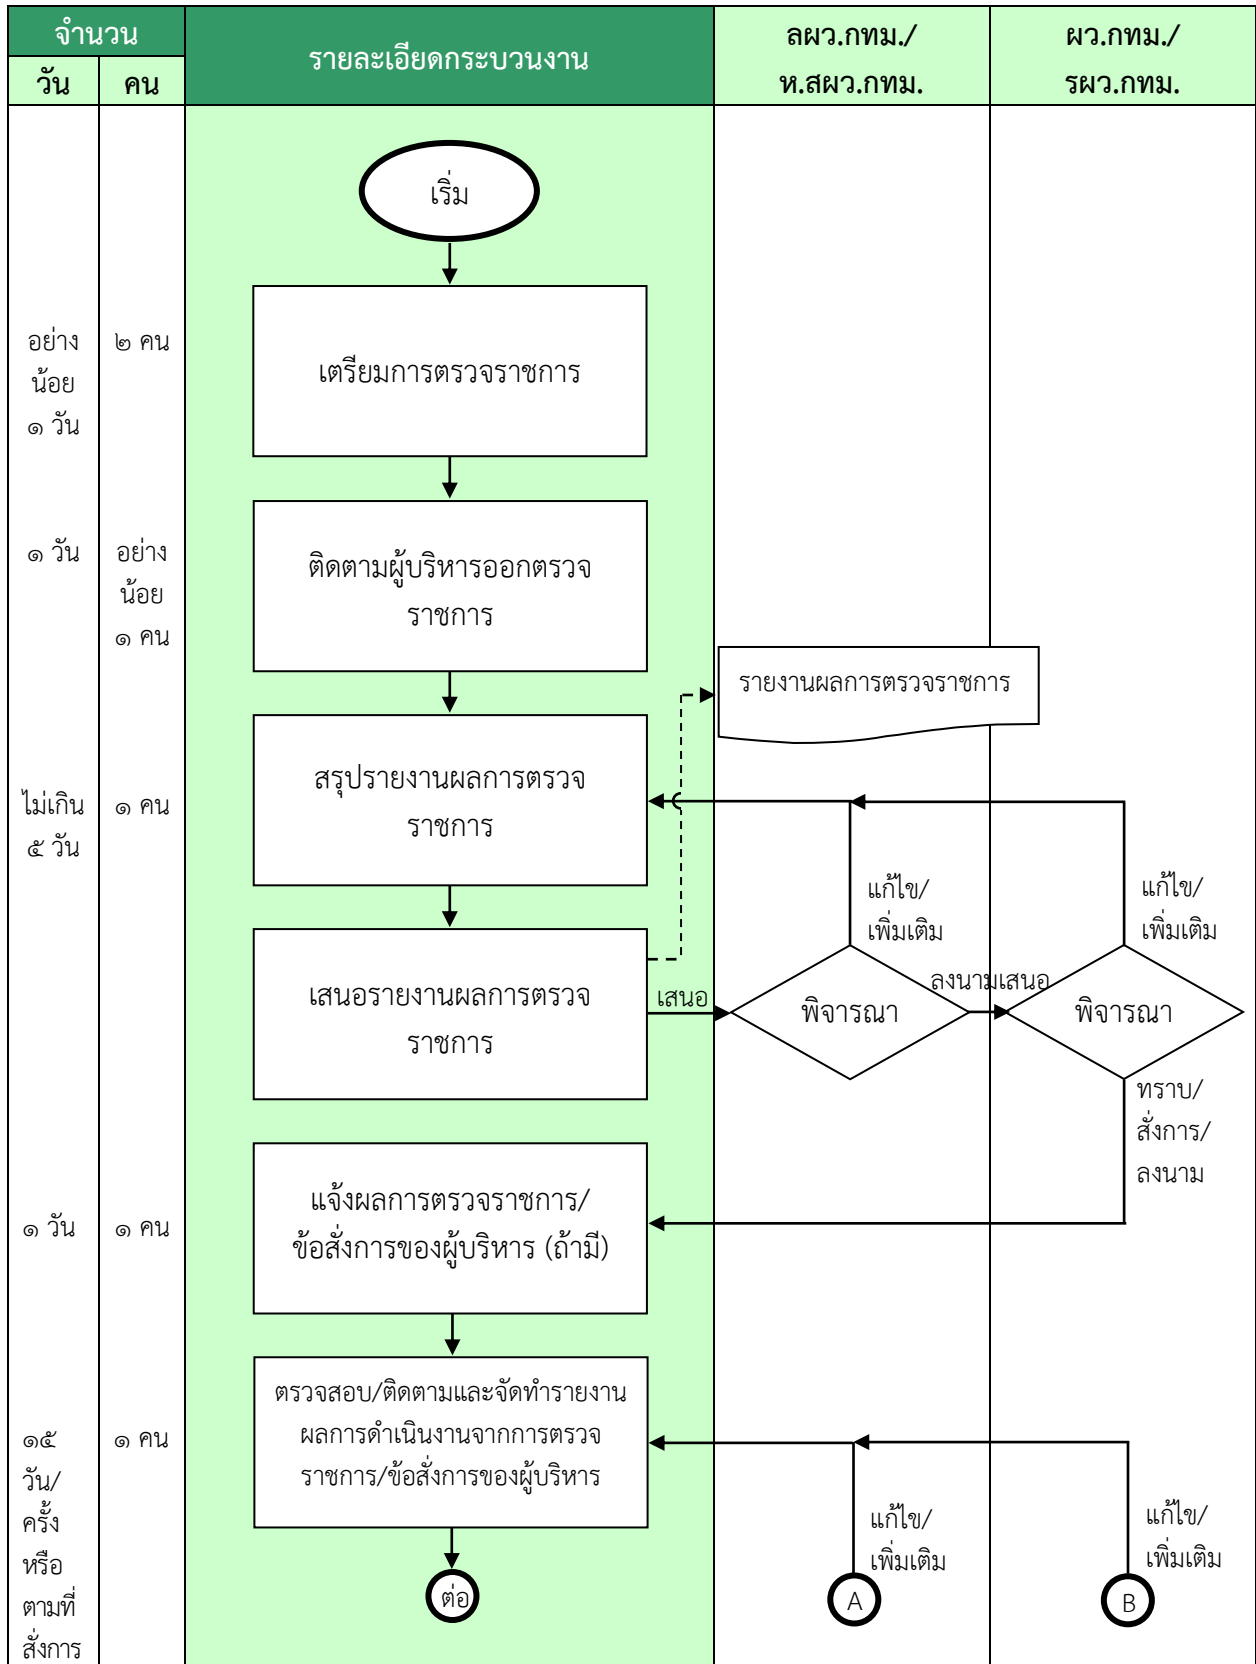 จำนวน
วัน
คน
รายละเอียดกระบวนงาน
ลผว.กทม./
ห.สผว.กทม.
ผว.กทม./
รผว.กทม.
เริ่ม
อย่าง
น้อย
๑ วัน
๒ คน
เตรียมการตรวจราชการ
๑ วัน
อย่าง
น้อย
๑ คน
ติดตามผู้บริหารออกตรวจ
ราชการ
รายงานผลการตรวจราชการ
ไม่เกิน
๕ วัน
๑ คน
สรุปรายงานผลการตรวจ
ราชการ
แก้ไข/
เพิ่มเติม
แก้ไข/
เพิ่มเติม
เสนอรายงานผลการตรวจ
ราชการ
เสนอ
พิจารณา
ลงนามเสนอ
พิจารณา
ทราบ/
สั่งการ/
ลงนาม
๑ วัน
๑ คน
แจ้งผลการตรวจราชการ/
ข้อสั่งการของผู้บริหาร (ถ้ามี)
๑๕
วัน/
ครั้ง
หรือ
ตามที่
สั่งการ
๑ คน
ตรวจสอบ/ติดตามและจัดทำรายงาน
ผลการดำเนินงานจากการตรวจ
ราชการ/ข้อสั่งการของผู้บริหาร
แก้ไข/
เพิ่มเติม
แก้ไข/
เพิ่มเติม
ต่อ
A
B